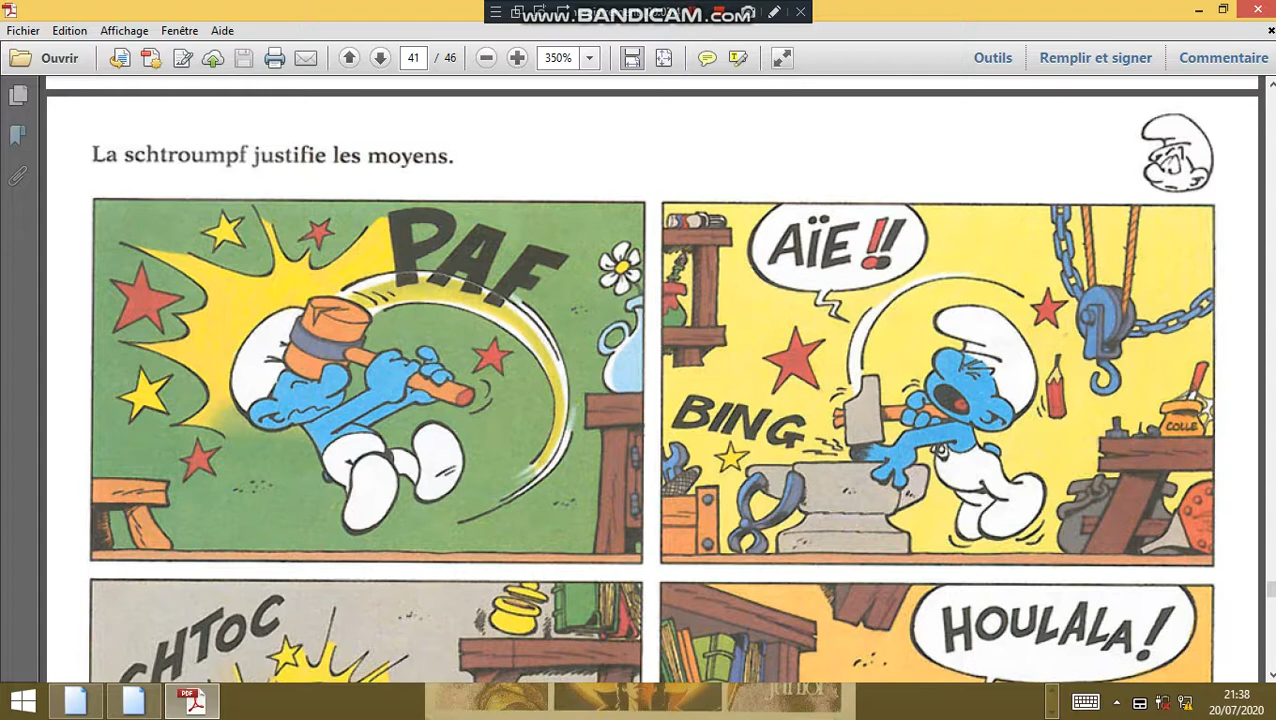 www.BANDICAM.com
Fichier Edition Affichage Fenêtre Aide
Ouvrir 41 / 46 350% Outils Remplir et signer Commentaire
La schtroumpf justifie les moyens.
PAF
AÏE !!
BING
COLLE
HOULALA !
21:38
PDF
20/07/2020